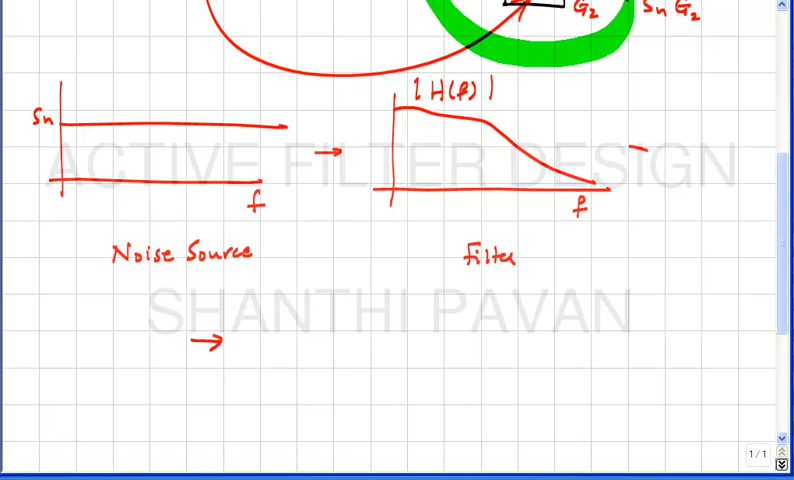 G2 Sn G2
|H(f)|
Sn
f
f
ACTIVE FILTER DESIGN
Noise Source Filter
SHANTHI PAVAN
1/1